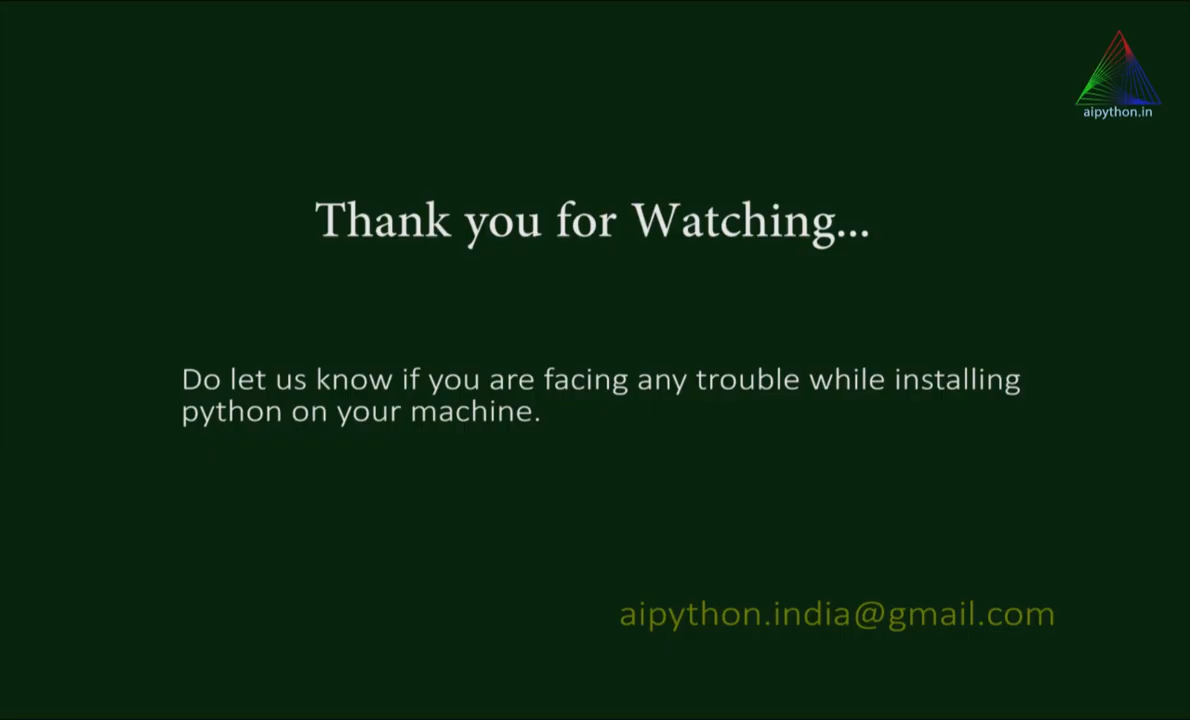 aipython.in
Thank you for Watching...
Do let us know if you are facing any trouble while installing
python on your machine.
aipython.india@gmail.com